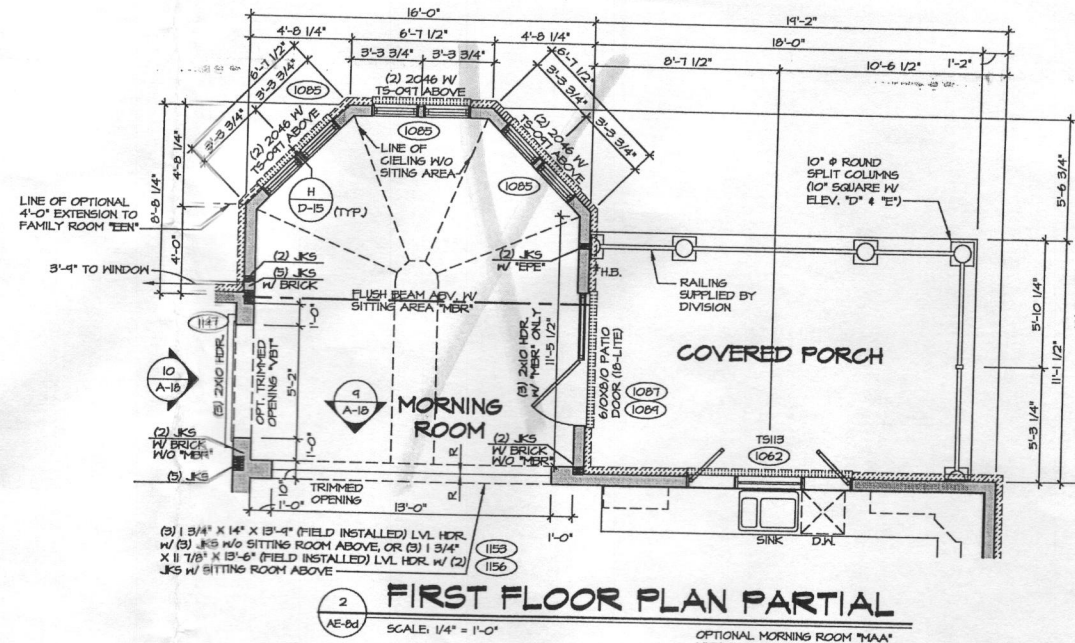 16'-0"
19'-2"
4'-8 1/4"
6'-7 1/2"
4'-8 1/4"
18'-0"
3'-3 3/4"
3'-3 3/4"
8'-7 1/2"
10'-6 1/2"
1'-2"
6'-7 1/2"
3'-3 3/4"
3'-3 3/4"
1085
(2) 2046 W/
TS-097 ABOVE
6'-7 1/2"
3'-3 3/4"
3'-3 3/4"
(2) 2046 W/
TS-097 ABOVE
1085
LINE OF
CIELING W/O
SITING AREA
(2) 2046 W/
TS-097 ABOVE
1085
4'-8 1/4"
8'-8 1/4"
4'-0"
H
D-15
(TYP.)
10" Φ ROUND
SPLIT COLUMNS
(10" SQUARE W/
ELEV. "D" & "E")
5'-6 3/4"
LINE OF OPTIONAL
4'-0" EXTENSION TO
FAMILY ROOM "EEN"
3'-9" TO WINDOW
(2) JKS
(5) JKS
W/ BRICK
(2) JKS
W/ "EPE"
H.B.
RAILING
SUPPLIED BY
DIVISION
FLUSH BEAM ABV. W/
SITTING AREA "MBR"
1147
1'-0"
(3) 2X10 HDR.
OPT. TRIMMED
OPENING "VBT"
5'-2"
1'-0"
10
A-18
9
A-18
MORNING
ROOM
(3) 2X10 HDR.
W/ "MBR" ONLY
11'-5 1/2"
6/0X8/0 PATIO
DOOR (18-LITE)
1087
1089
COVERED PORCH
5'-10 1/4"
11'-1 1/2"
5'-3 1/4"
(2) JKS
W/ BRICK
W/O "MBR"
(5) JKS
(2) JKS
W/ BRICK
W/O "MBR"
TS113
1062
R
R
10"
1'-0"
TRIMMED
OPENING
13'-0"
1'-0"
SINK
D.W.
(3) 1 3/4" X 14" X 13'-9" (FIELD INSTALLED) LVL HDR.
W/ (3) JKS W/O SITTING ROOM ABOVE, OR (3) 1 3/4"
X 11 7/8" X 13'-6" (FIELD INSTALLED) LVL HDR. W/ (2)
JKS W/ SITTING ROOM ABOVE
1153
1156
2
AE-8d
FIRST FLOOR PLAN PARTIAL
SCALE: 1/4" = 1'-0"
OPTIONAL MORNING ROOM "MAA"